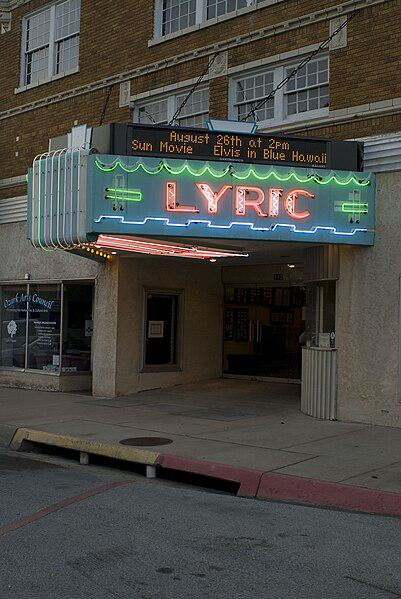 August 26th at 2pm
Sun Movie Elvis in Blue Hawaii
LYRIC
Ozark Arts Council